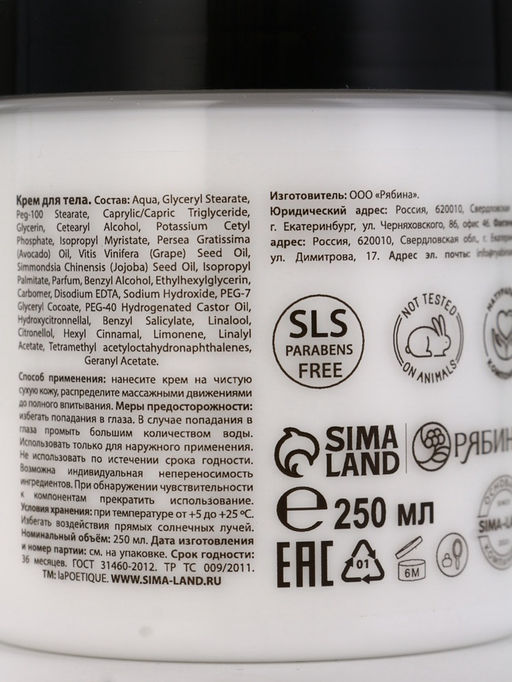 Крем для тела. Состав: Aqua, Glyceryl Stearate,
Peg-100 Stearate, Caprylic/Capric Triglyceride,
Glycerin, Cetearyl Alcohol, Potassium Cetyl
Phosphate, Isopropyl Myristate, Persea Gratissima
(Avocado) Oil, Vitis Vinifera (Grape) Seed Oil,
Simmondsia Chinensis (Jojoba) Seed Oil, Isopropyl
Palmitate, Parfum, Benzyl Alcohol, Ethylhexylglycerin,
Carbomer, Disodium EDTA, Sodium Hydroxide, PEG-7
Glyceryl Cocoate, PEG-40 Hydrogenated Castor Oil,
Hydroxycitronnellal, Benzyl Salicylate, Linalool,
Citronellol, Hexyl Cinnamal, Limonene, Linalyl
Acetate, Tetramethyl acetyloctahydronaphthalenes,
Geranyl Acetate.
Способ применения: нанесите крем на чистую
сухую кожу, распределите массажными движениями
до полного впитывания. Меры предосторожности:
избегать попадания в глаза. В случае попадания в
глаза промыть большим количеством воды.
Использовать только для наружного применения.
Не использовать по истечении срока годности.
Возможна индивидуальная непереносимость
ингредиентов. При обнаружении чувствительности
к компонентам прекратить использование.
Условия хранения: при температуре от +5 до +25 °C.
Избегать воздействия прямых солнечных лучей.
Номинальный объём: 250 мл. Дата изготовления
и номер партии: см. на упаковке. Срок годности:
36 месяцев. ГОСТ 31460-2012. ТР ТС 009/2011.
ТМ: laPOETIQUE. WWW.SIMA-LAND.RU
Изготовитель: ООО «Рябина».
Юридический адрес: Россия, 620010, Свердловская
г. Екатеринбург, ул. Черняховского, 86, офис 46.
620010, Россия, Свердловская обл., г.
ул. Димитрова, 17. Адрес эл. почты:
SLS
PARABENS
FREE
NOT TESTED
ON ANIMALS
SIMA
LAND
РЯБИН
e 250 мл
EAC
01
6M
SIMA-LAND